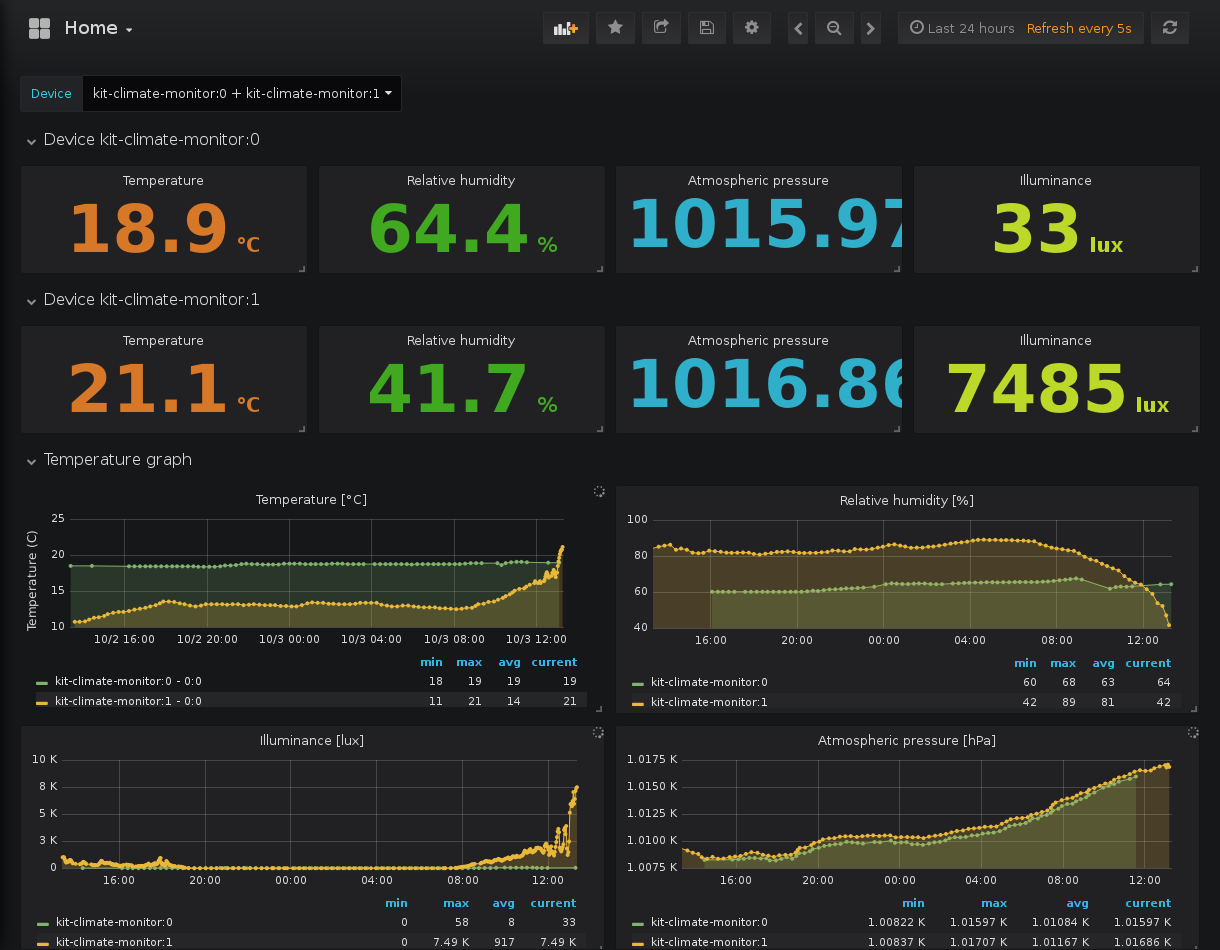 Home
Last 24 hours Refresh every 5s
Device kit-climate-monitor:0 + kit-climate-monitor:1
Device kit-climate-monitor:0
Temperature Relative humidity Atmospheric pressure Illuminance
18.9 °C 64.4 % 1015.97 33 lux
Device kit-climate-monitor:1
Temperature Relative humidity Atmospheric pressure Illuminance
21.1 °C 41.7 % 1016.86 7485 lux
Temperature graph
Temperature [°C]
Temperature (C)
25
20
15
10
10/2 16:00 10/2 20:00 10/3 00:00 10/3 04:00 10/3 08:00 10/3 12:00
min max avg current
kit-climate-monitor:0 - 0:0 18 19 19 19
kit-climate-monitor:1 - 0:0 11 21 14 21
Relative humidity [%]
100
80
60
40
16:00 20:00 00:00 04:00 08:00 12:00
min max avg current
kit-climate-monitor:0 60 68 63 64
kit-climate-monitor:1 42 89 81 42
Illuminance [lux]
10 K
8 K
5 K
3 K
0
16:00 20:00 00:00 04:00 08:00 12:00
min max avg current
kit-climate-monitor:0 0 58 8 33
kit-climate-monitor:1 0 7.49 K 917 7.49 K
Atmospheric pressure [hPa]
1.0175 K
1.0150 K
1.0125 K
1.0100 K
1.0075 K
16:00 20:00 00:00 04:00 08:00 12:00
min max avg current
kit-climate-monitor:0 1.00822 K 1.01597 K 1.01084 K 1.01597 K
kit-climate-monitor:1 1.00837 K 1.01707 K 1.01167 K 1.01686 K